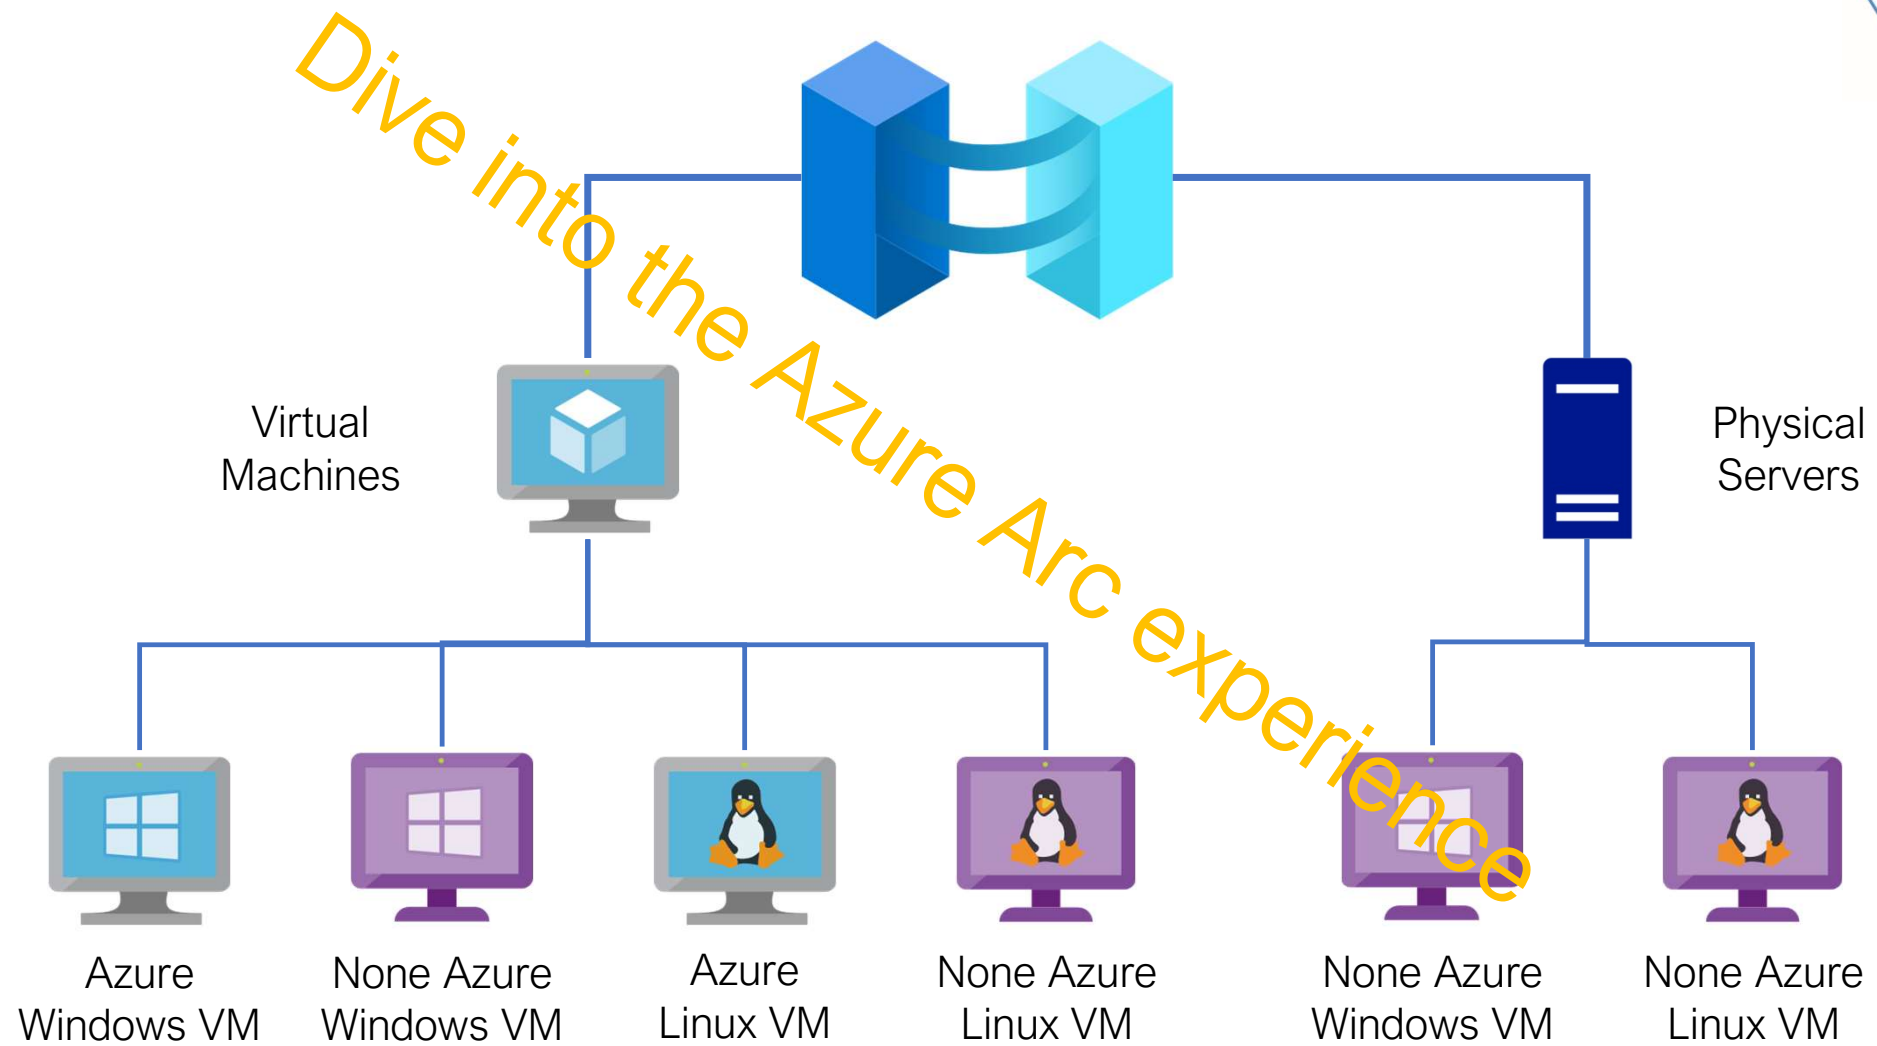 Dive into the Azure Arc experience
Virtual
Machines
Physical
Servers
Azure
Windows VM
None Azure
Windows VM
Azure
Linux VM
None Azure
Linux VM
None Azure
Windows VM
None Azure
Linux VM